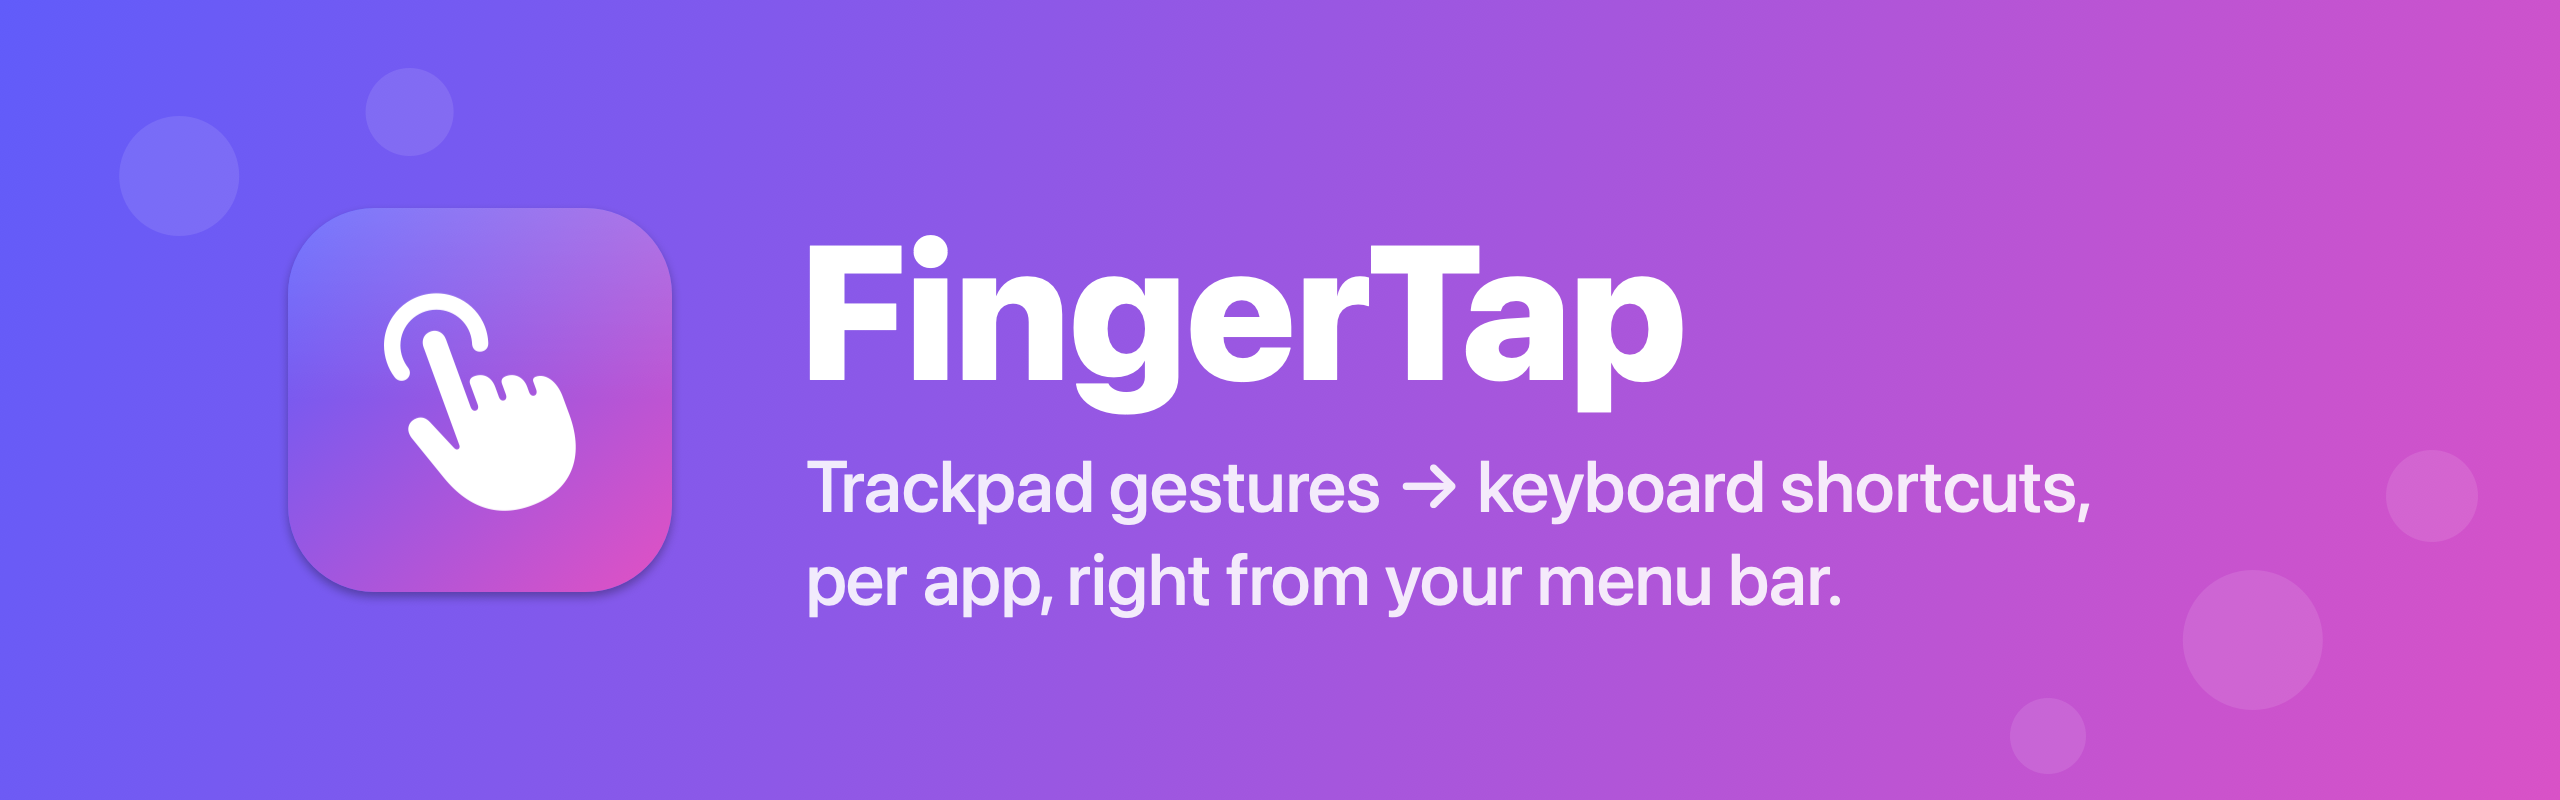 FingerTap
Trackpad gestures → keyboard shortcuts,
per app, right from your menu bar.